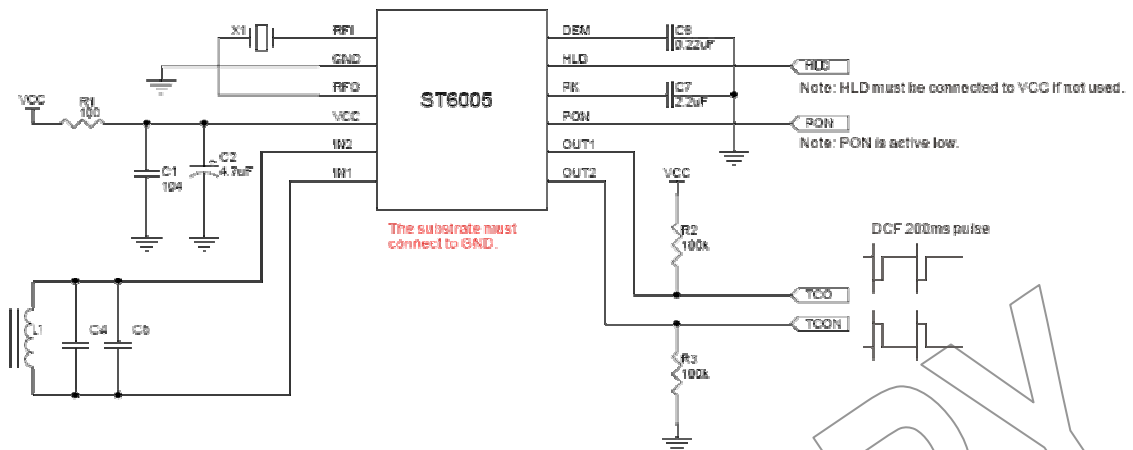 X1
RFI
GND
RFO
VCC
IN2
IN1
ST6005
DEM
HLD
PK
PON
OUT1
OUT2
C6
0.22uF
C7
2.2uF
HLD
Note: HLD must be connected to VCC if not used.
PON
Note: PON is active low.
VCC
R1
100
C1
104
C2
4.7uF
The substrate must
connect to GND.
VCC
R2
100k
DCF 200ms pulse
TCO
TCON
R3
100k
L1
C4
C5
PY